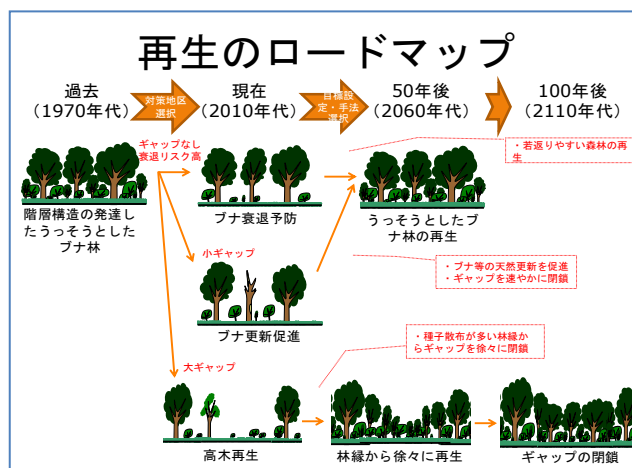 再生のロードマップ
過去
（1970年代）
対策地区
選択
現在
（2010年代）
目標設
定・手法
選択
50年後
（2060年代）
100年後
（2110年代）
ギャップなし
衰退リスク高
・若返りやすい森林の再
生
階層構造の発達し
たうっそうとした
ブナ林
ブナ衰退予防
うっそうとしたブ
ナ林の再生
小ギャップ
・ブナ等の天然更新を促進
・ギャップを速やかに閉鎖
ブナ更新促進
・種子散布が多い林縁か
らギャップを徐々に閉鎖
大ギャップ
高木再生
林縁から徐々に再生
ギャップの閉鎖